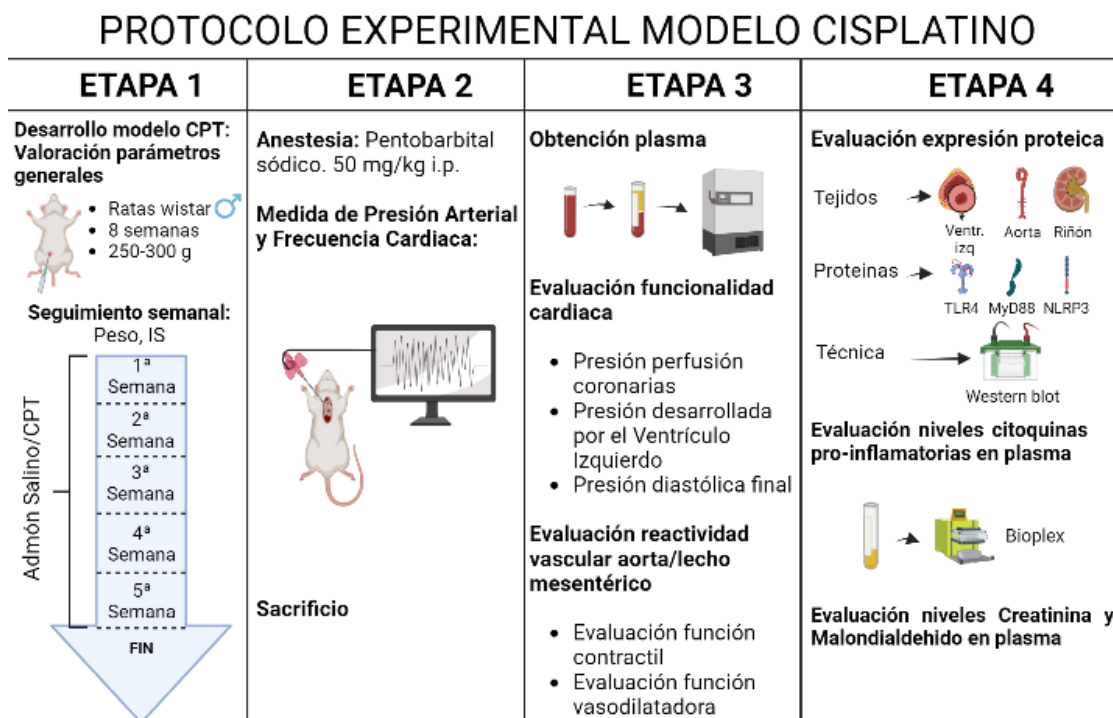 PROTOCOLO EXPERIMENTAL MODELO CISPLATINO
ETAPA 1
Desarrollo modelo CPT:
Valoración parámetros
generales
• Ratas wistar
• 8 semanas
• 250-300 g
Seguimiento semanal:
Peso, IS
Admón Salino/CPT
1ª
Semana
2ª
Semana
3ª
Semana
4ª
Semana
5ª
Semana
FIN
ETAPA 2
Anestesia: Pentobarbital
sódico. 50 mg/kg i.p.
Medida de Presión Arterial
y Frecuencia Cardiaca:
Sacrificio
ETAPA 3
Obtención plasma
Evaluación funcionalidad
cardiaca
• Presión perfusión
coronarias
• Presión desarrollada
por el Ventrículo
Izquierdo
• Presión diastólica final
Evaluación reactividad
vascular aorta/lecho
mesentérico
• Evaluación función
contractil
• Evaluación función
vasodilatadora
ETAPA 4
Evaluación expresión proteica
Tejidos
Ventr.
izq
Aorta
Riñón
Proteinas
TLR4
MyD88
NLRP3
Técnica
Western blot
Evaluación niveles citoquinas
pro-inflamatorias en plasma
Bioplex
Evaluación niveles Creatinina y
Malondialdehido en plasma